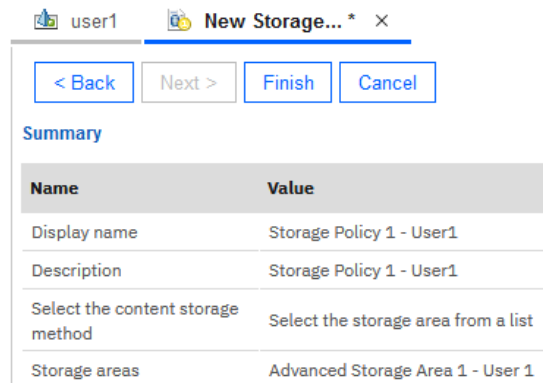 user1 New Storage... * ×
< Back Next > Finish Cancel
Summary
Name Value
Display name Storage Policy 1 - User1
Description Storage Policy 1 - User1
Select the content storage
method Select the storage area from a list
Storage areas Advanced Storage Area 1 - User 1